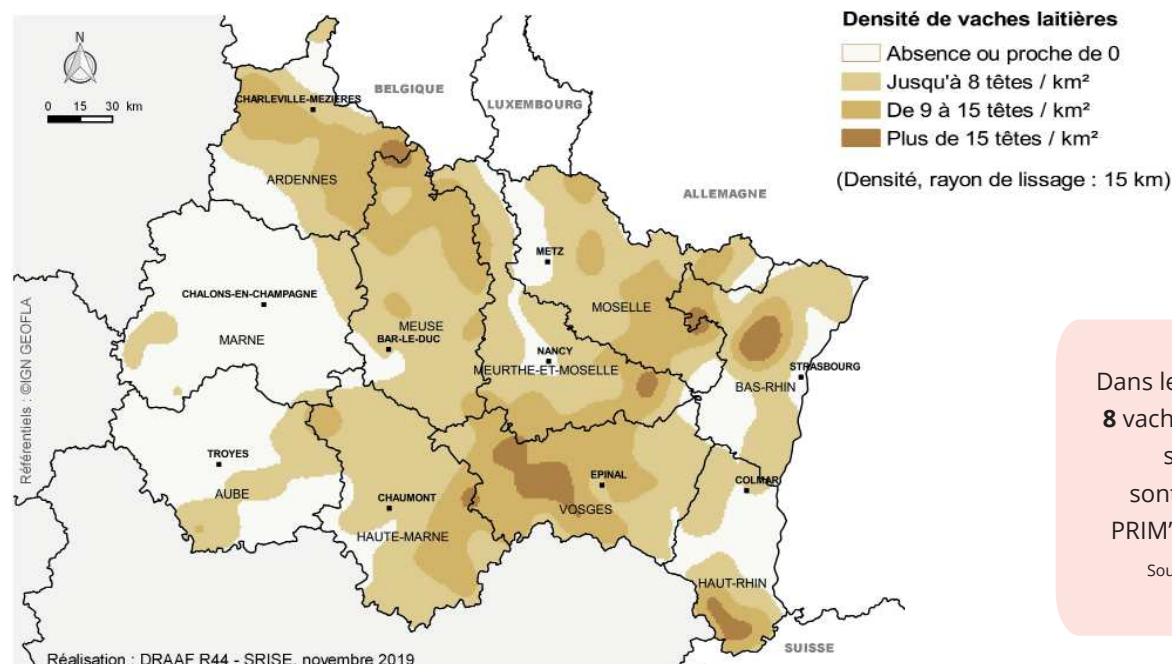 Densité de vaches laitières
Absence ou proche de 0
Jusqu'à 8 têtes / km²
De 9 à 15 têtes / km²
Plus de 15 têtes / km²
(Densité, rayon de lissage : 15 km)
N
0 15 30 km
BELGIQUE
LUXEMBOURG
ALLEMAGNE
CHARLEVILLE-MEZIERES
ARDENNES
METZ
CHALONS-EN-CHAMPAGNE
MOSELLE
MARNE
MEUSE
BAR-LE-DUC
NANCY
MEURTHE-ET-MOSELLE
STRASBOURG
BAS-RHIN
TROYES
AUBE
CHAUMONT
HAUTE-MARNE
EPINAL
VOSGES
COLMAR
HAUT-RHIN
SUISSE
Référentiels : ©IGN GEOFLA
Réalisation : DRAAF R44 - SRISE, novembre 2019
Dans le
8 vach
s
son
PRIM'
Sou